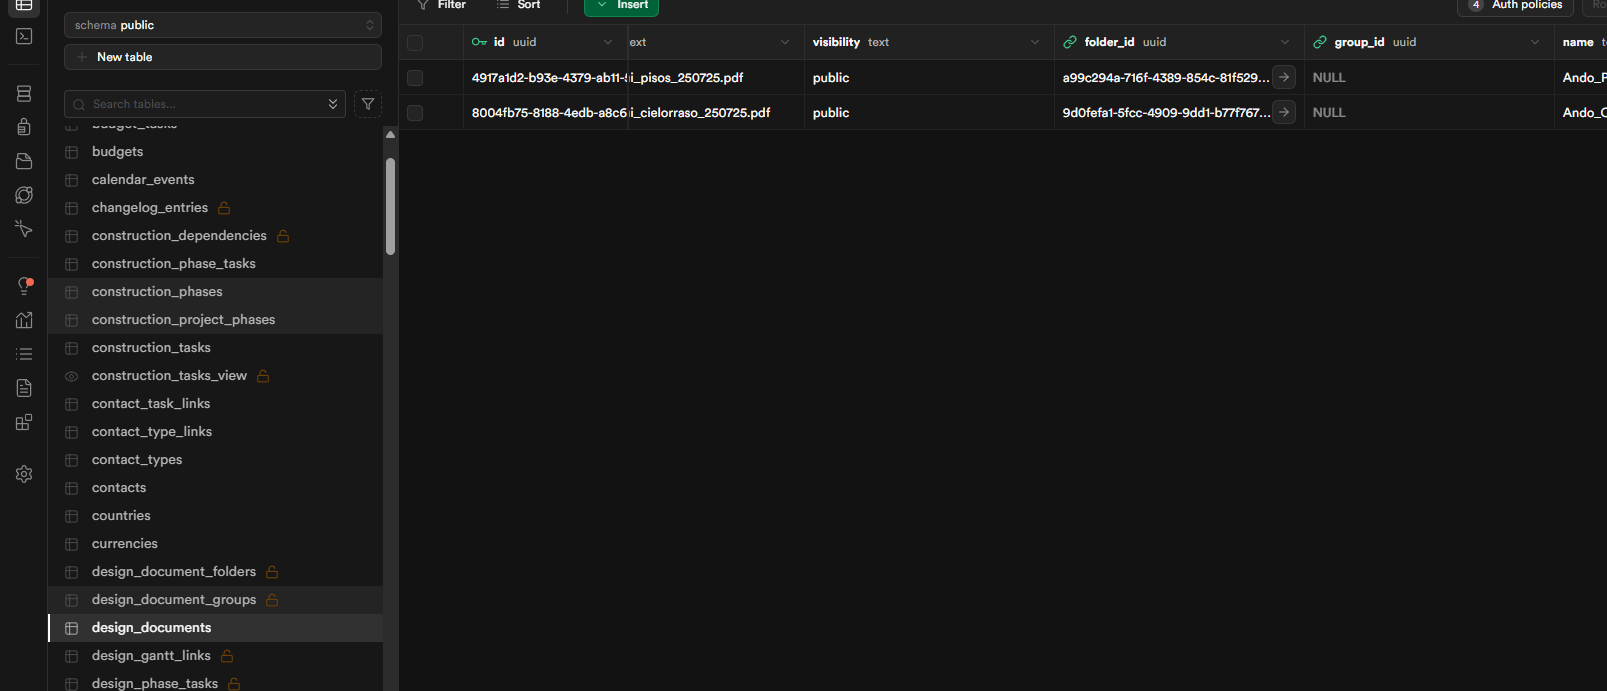 Filter
Sort
Insert
4 Auth policies
schema public
New table
Search tables...
budget_tasks
budgets
calendar_events
changelog_entries
construction_dependencies
construction_phase_tasks
construction_phases
construction_project_phases
construction_tasks
construction_tasks_view
contact_task_links
contact_type_links
contact_types
contacts
countries
currencies
design_document_folders
design_document_groups
design_documents
design_gantt_links
design_phase_tasks
id uuid ext visibility text folder_id uuid group_id uuid name
4917a1d2-b93e-4379-ab11- i_pisos_250725.pdf public a99c294a-716f-4389-854c-81f529... NULL Ando_P
8004fb75-8188-4edb-a8c6 i_cielorraso_250725.pdf public 9d0fefa1-5fcc-4909-9dd1-b77f767... NULL Ando_C